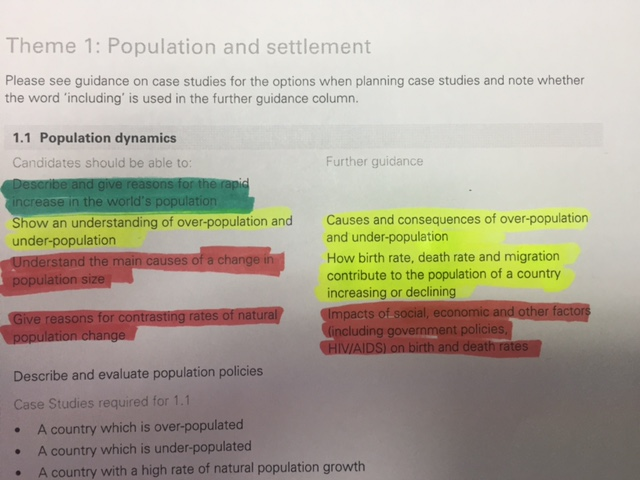 Theme 1: Population and settlement
Please see guidance on case studies for the options when planning case studies and note whether
the word 'including' is used in the further guidance column.
1.1 Population dynamics
Candidates should be able to:
Further guidance
Describe and give reasons for the rapid
increase in the world's population
Show an understanding of over-population and
under-population
Causes and consequences of over-population
and under-population
Understand the main causes of a change in
population size
How birth rate, death rate and migration
contribute to the population of a country
increasing or declining
Give reasons for contrasting rates of natural
population change
Impacts of social, economic and other factors
(including government policies,
HIV/AIDS) on birth and death rates
Describe and evaluate population policies
Case Studies required for 1.1
• A country which is over-populated
• A country which is under-populated
• A country with a high rate of natural population growth